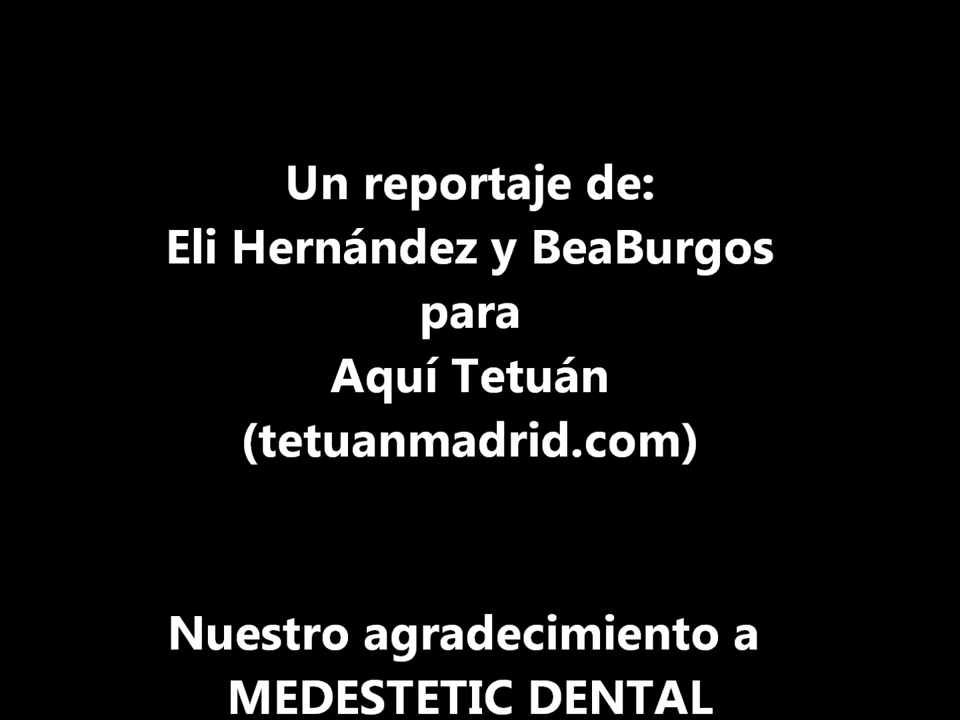 Un reportaje de:
Eli Hernández y BeaBurgos
para
Aquí Tetuán
(tetuanmadrid.com)
Nuestro agradecimiento a
MEDESTETIC DENTAL